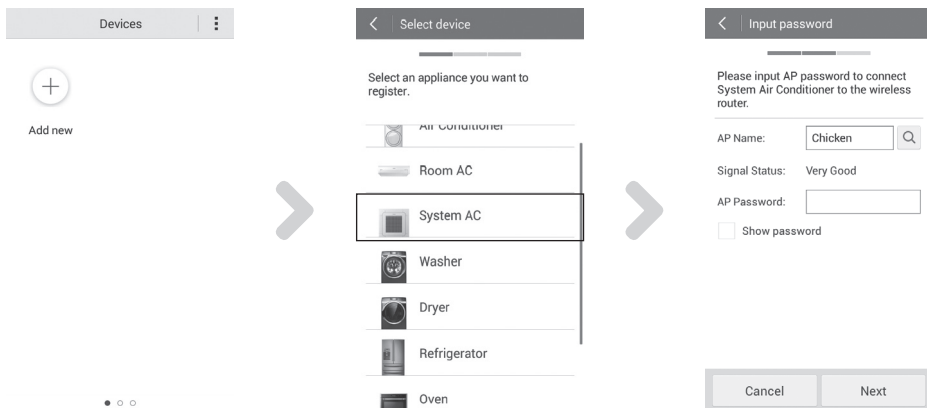 Devices
Add new
Select device
Select an appliance you want to
register.
Air Conditioner
Room AC
System AC
Washer
Dryer
Refrigerator
Oven
Input password
Please input AP password to connect
System Air Conditioner to the wireless
router.
AP Name: Chicken
Signal Status: Very Good
AP Password:
Show password
Cancel Next